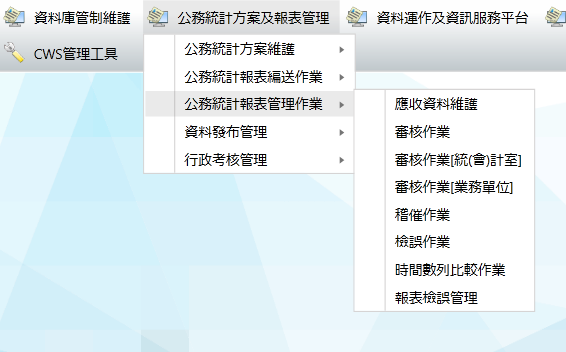 資料庫管制維護
公務統計方案及報表管理
資料運作及資訊服務平台
CWS管理工具
公務統計方案維護
公務統計報表編送作業
公務統計報表管理作業
資料發布管理
行政考核管理
應收資料維護
審核作業
審核作業[統(會)計室]
審核作業[業務單位]
稽催作業
檢誤作業
時間數列比較作業
報表檢誤管理